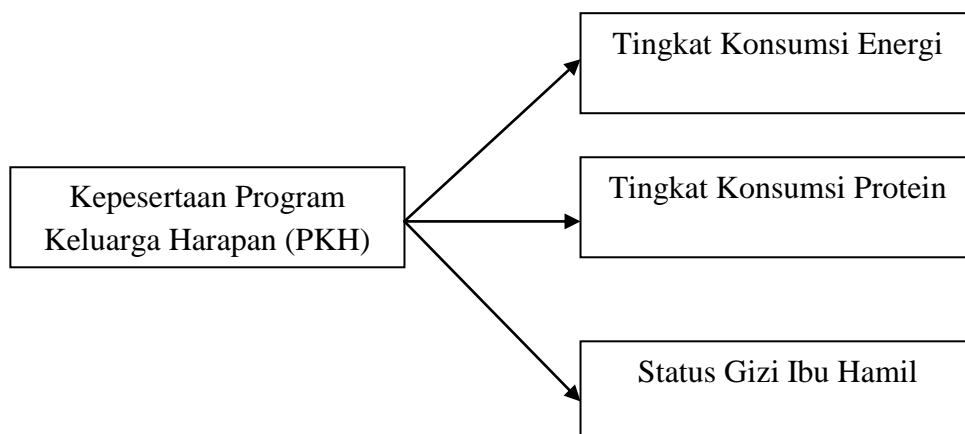 Tingkat Konsumsi Energi
Tingkat Konsumsi Protein
Kepesertaan Program
Keluarga Harapan (PKH)
Status Gizi Ibu Hamil